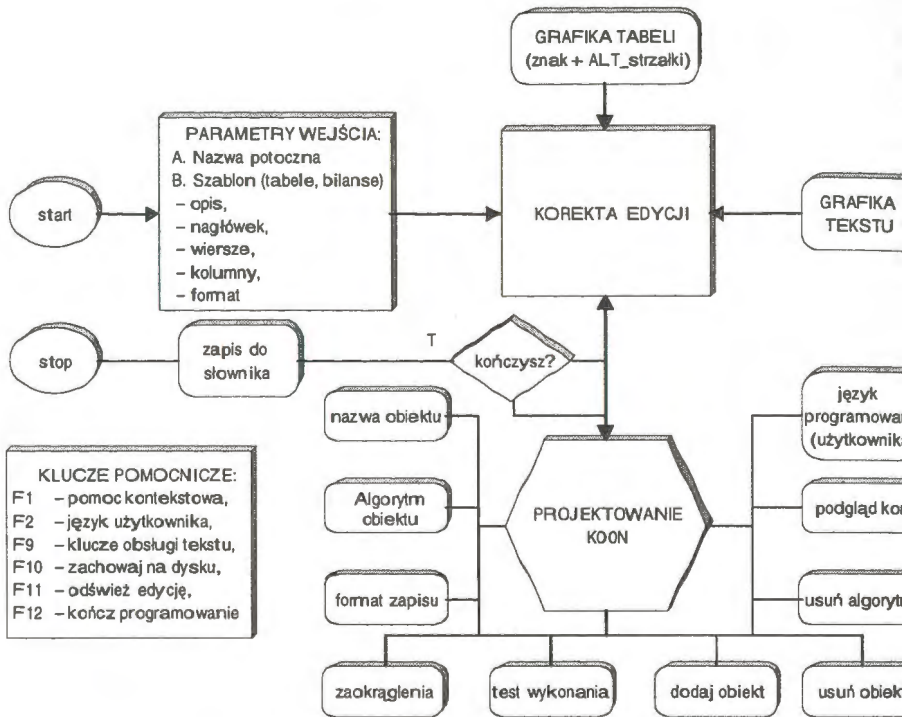 GRAFIKA TABELI
(znak + ALT_strzałki)
PARAMETRY WEJŚCIA:
A. Nazwa potoczna
B. Szablon (tabele, bilanse)
– opis,
– nagłówek,
– wiersze,
– kolumny,
– format
start
KOREKTA EDYCJI
GRAFIKA
TEKSTU
stop
zapis do
słownika
T
kończysz?
nazwa obiektu
język
programowan
(użytkownika
KLUCZE POMOCNICZE:
F1 – pomoc kontekstowa,
F2 – język użytkownika,
F9 – klucze obsługi tekstu,
F10 – zachowaj na dysku,
F11 – odśwież edycję,
F12 – kończ programowanie
Algorytm
obiektu
PROJEKTOWANIE
KOON
podgląd
format zapisu
usuń algorytm
zaokrąglenia
test wykonania
dodaj obiekt
usuń obiekt